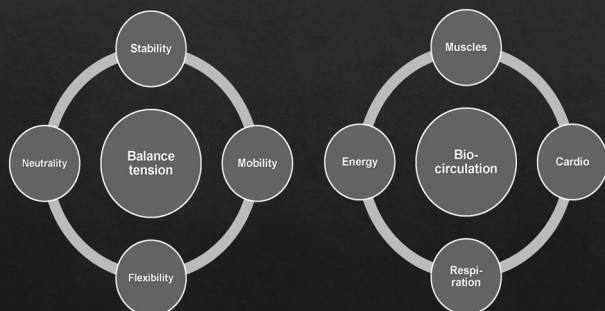 Stability
Neutrality
Balance
tension
Mobility
Flexibility
Muscles
Energy
Bio-
circulation
Cardio
Respi-
ration